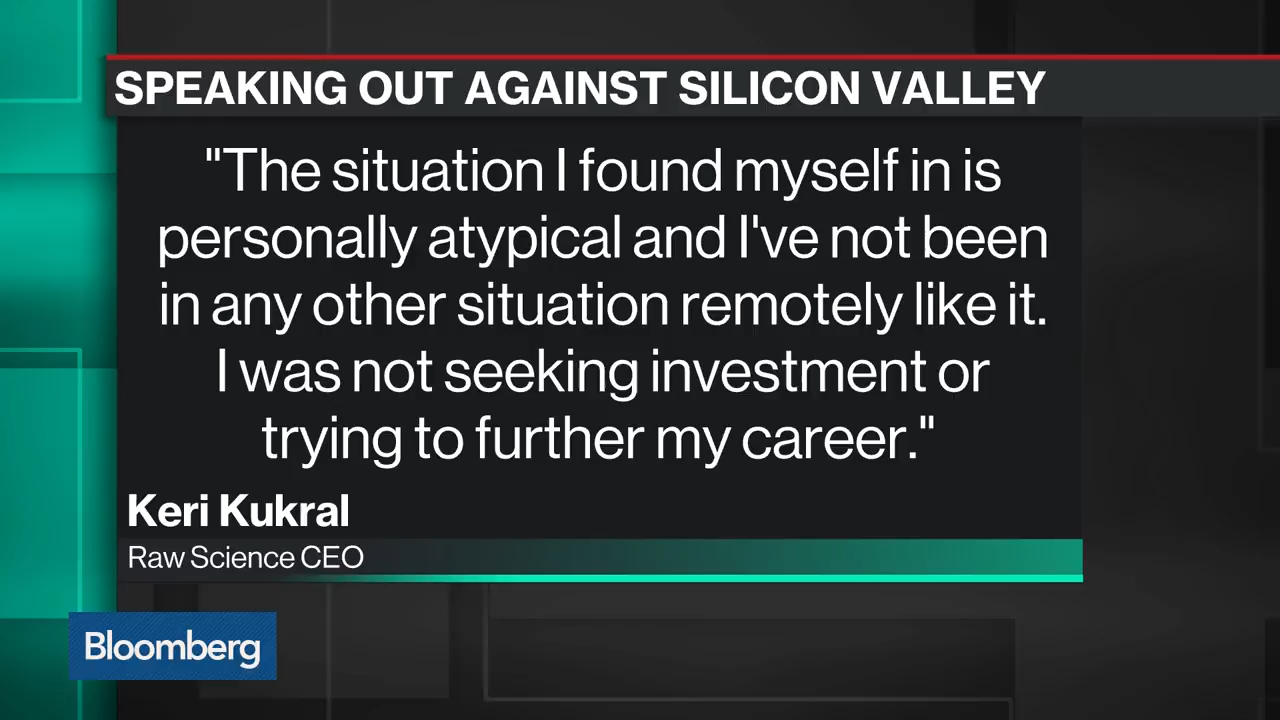 SPEAKING OUT AGAINST SILICON VALLEY
"The situation I found myself in is
personally atypical and I've not been
in any other situation remotely like it.
I was not seeking investment or
trying to further my career."
Keri Kukral
Raw Science CEO
Bloomberg